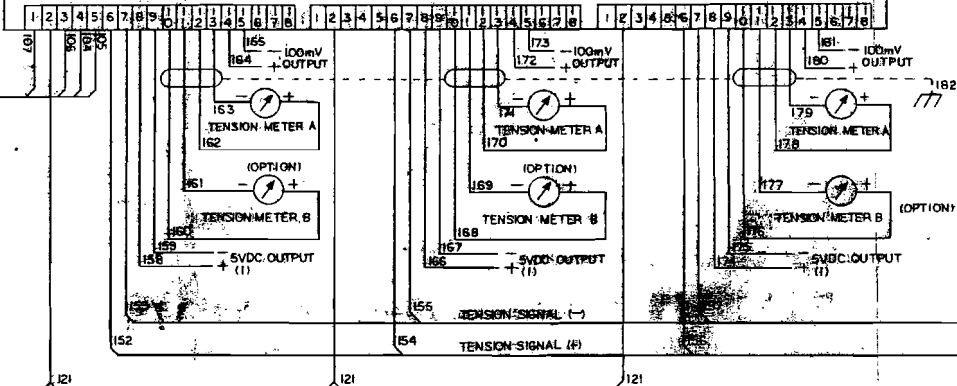 1 2 3 4 5 6 7 8 9 0 1 2 3 4 5 6 7 8
1 2 3 4 5 6 7 8 9 0 1 2 3 4 5 6 7 8
1 2 3 4 5 6 7 8 9 0 1 2 3 4 5 6 7 8
107
106
104
105
165
164
- 100mV
+ OUTPUT
173
172
- 100mV
+ OUTPUT
181
180
- 100mV
+ OUTPUT
182
163
- +
TENSION METER A
162
171
- +
TENSION METER A
170
179
- +
TENSION METER A
178
(OPTION)
161
- +
TENSION METER B
160
(OPTION)
169
- +
TENSION METER B
168
177
- +
TENSION METER B
(OPTION)
176
159
158
- 5VDC OUTPUT
+ (1)
167
166
- 5VDC OUTPUT
+ (1)
175
174
- 5VDC OUTPUT
+ (1)
155
TENSION SIGNAL (-)
152
154
TENSION SIGNAL (+)
121
121
121